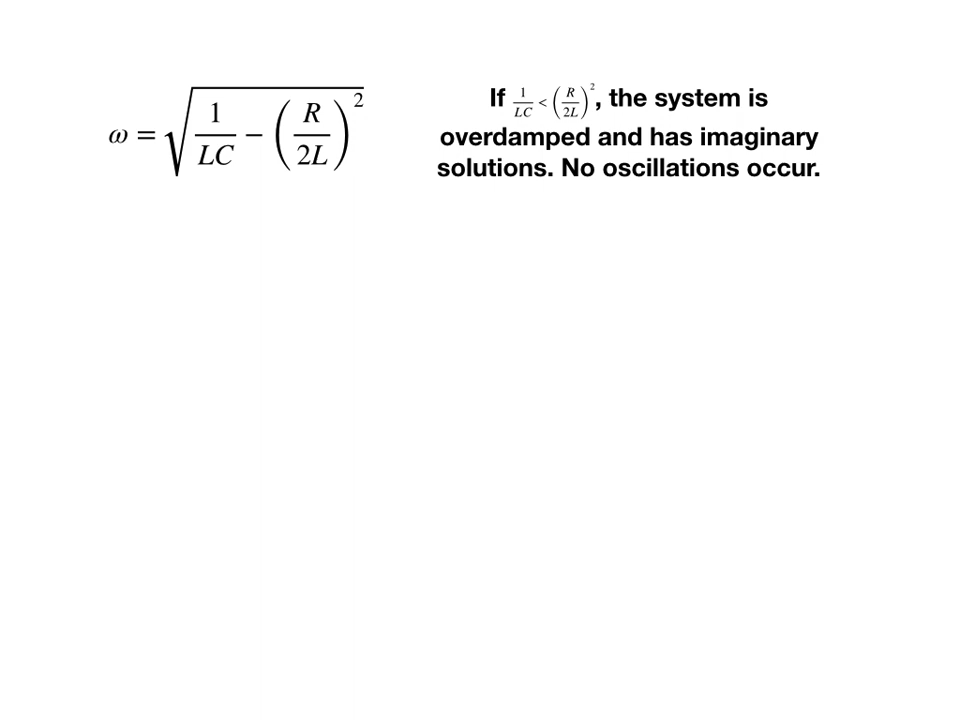 ω = √(1/LC − (R/2L)²)
If 1/LC < (R/2L)², the system is
overdamped and has imaginary
solutions. No oscillations occur.